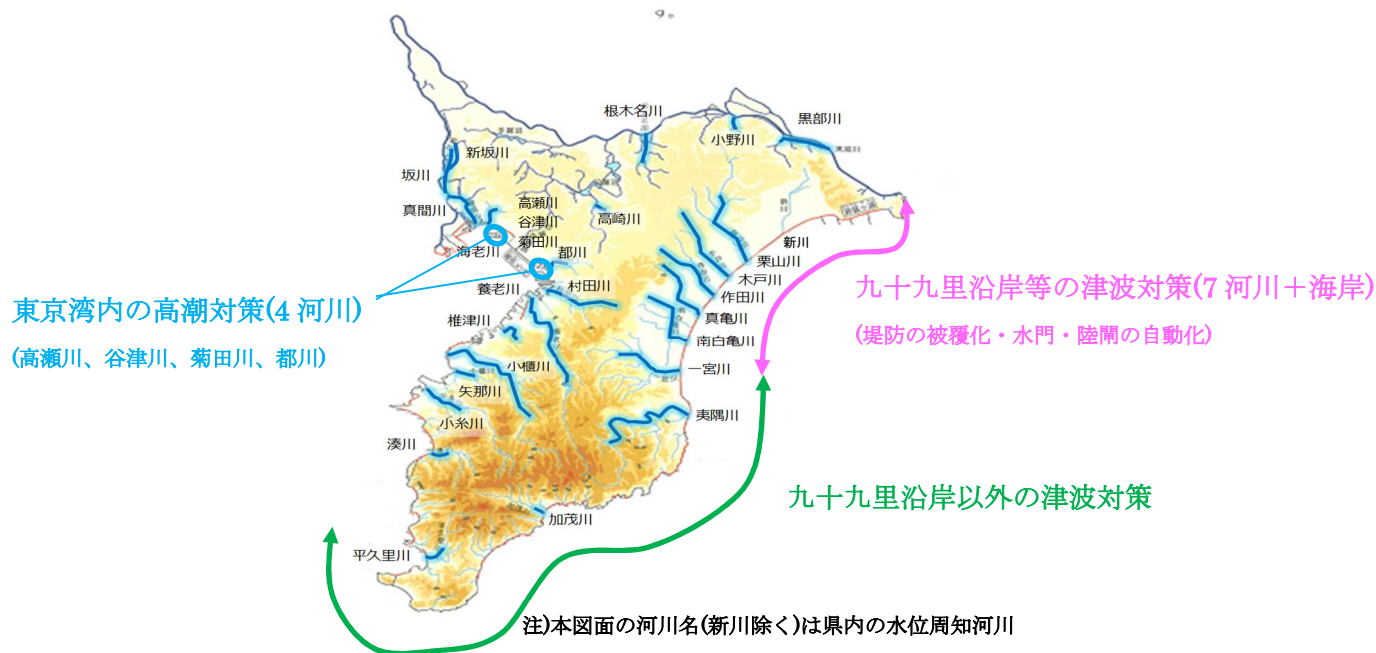 根木名川
黒部川
小野川
新坂川
坂川
真間川
高瀬川
谷津川
菊田川
高崎川
海老川
都川
新川
栗山川
木戸川
作田川
真亀川
南白亀川
一宮川
夷隅川
養老川
村田川
椎津川
小櫃川
矢那川
小糸川
湊川
加茂川
平久里川
東京湾内の高潮対策(4 河川)
(高瀬川、谷津川、菊田川、都川)
九十九里沿岸等の津波対策(7 河川＋海岸)
(堤防の被覆化・水門・陸閘の自動化)
九十九里沿岸以外の津波対策
注)本図面の河川名(新川除く)は県内の水位周知河川